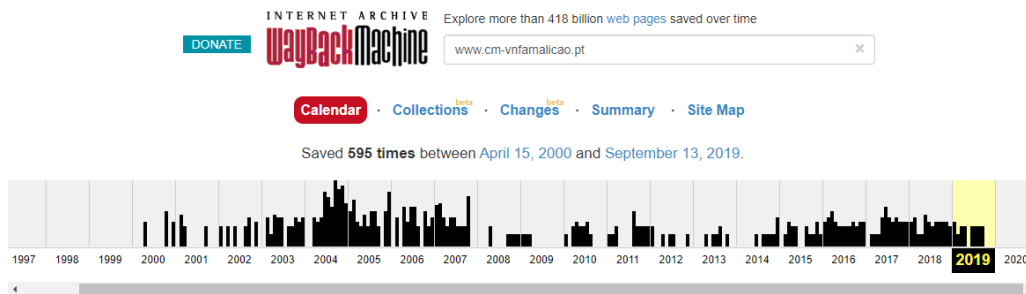 INTERNET ARCHIVE
WayBackMachine
DONATE
Explore more than 418 billion web pages saved over time
www.cm-vnfamalicao.pt ×
Calendar · Collections beta · Changes beta · Summary · Site Map
Saved 595 times between April 15, 2000 and September 13, 2019.
1997 1998 1999 2000 2001 2002 2003 2004 2005 2006 2007 2008 2009 2010 2011 2012 2013 2014 2015 2016 2017 2018 2019 2020